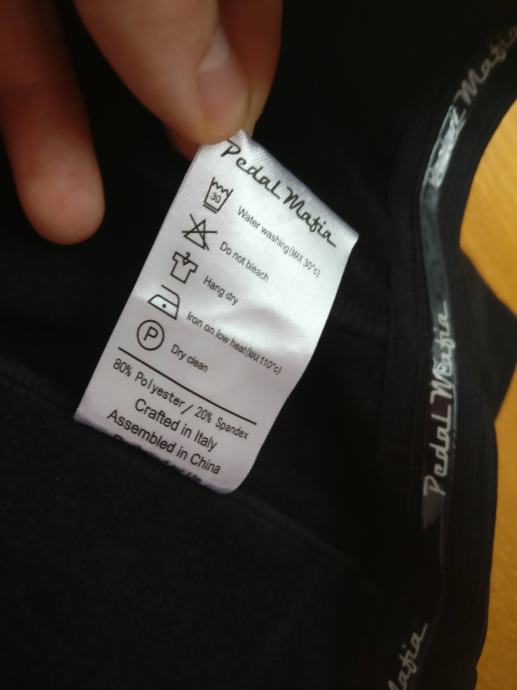 Pedal Mafia
30
Water washing(MAX 30°c)
Do not bleach
Hang dry
Iron on low heat(MAX110°c)
P
Dry clean
80% Polyester / 20% Spandex
Crafted in Italy
Assembled in China
Pedal Mafia
Pedal Mafia